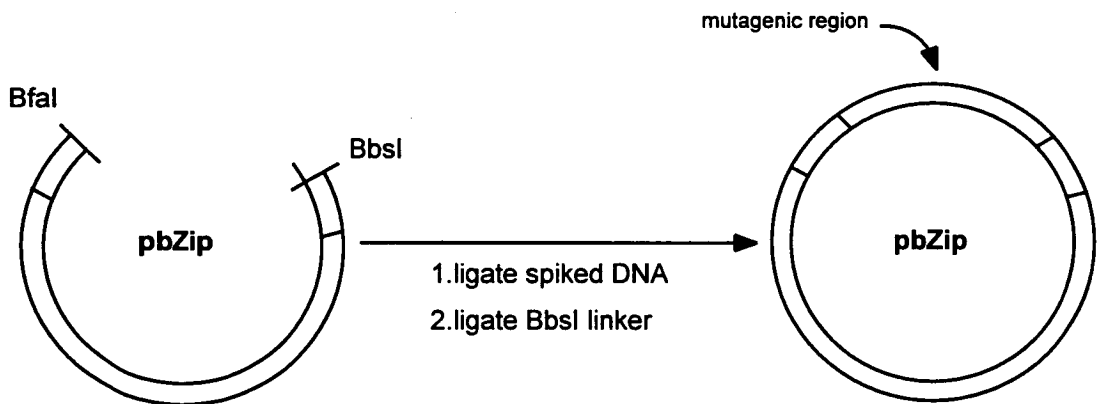 mutagenic region
BfaI
BbsI
pbZip
pbZip
1.ligate spiked DNA
2.ligate BbsI linker